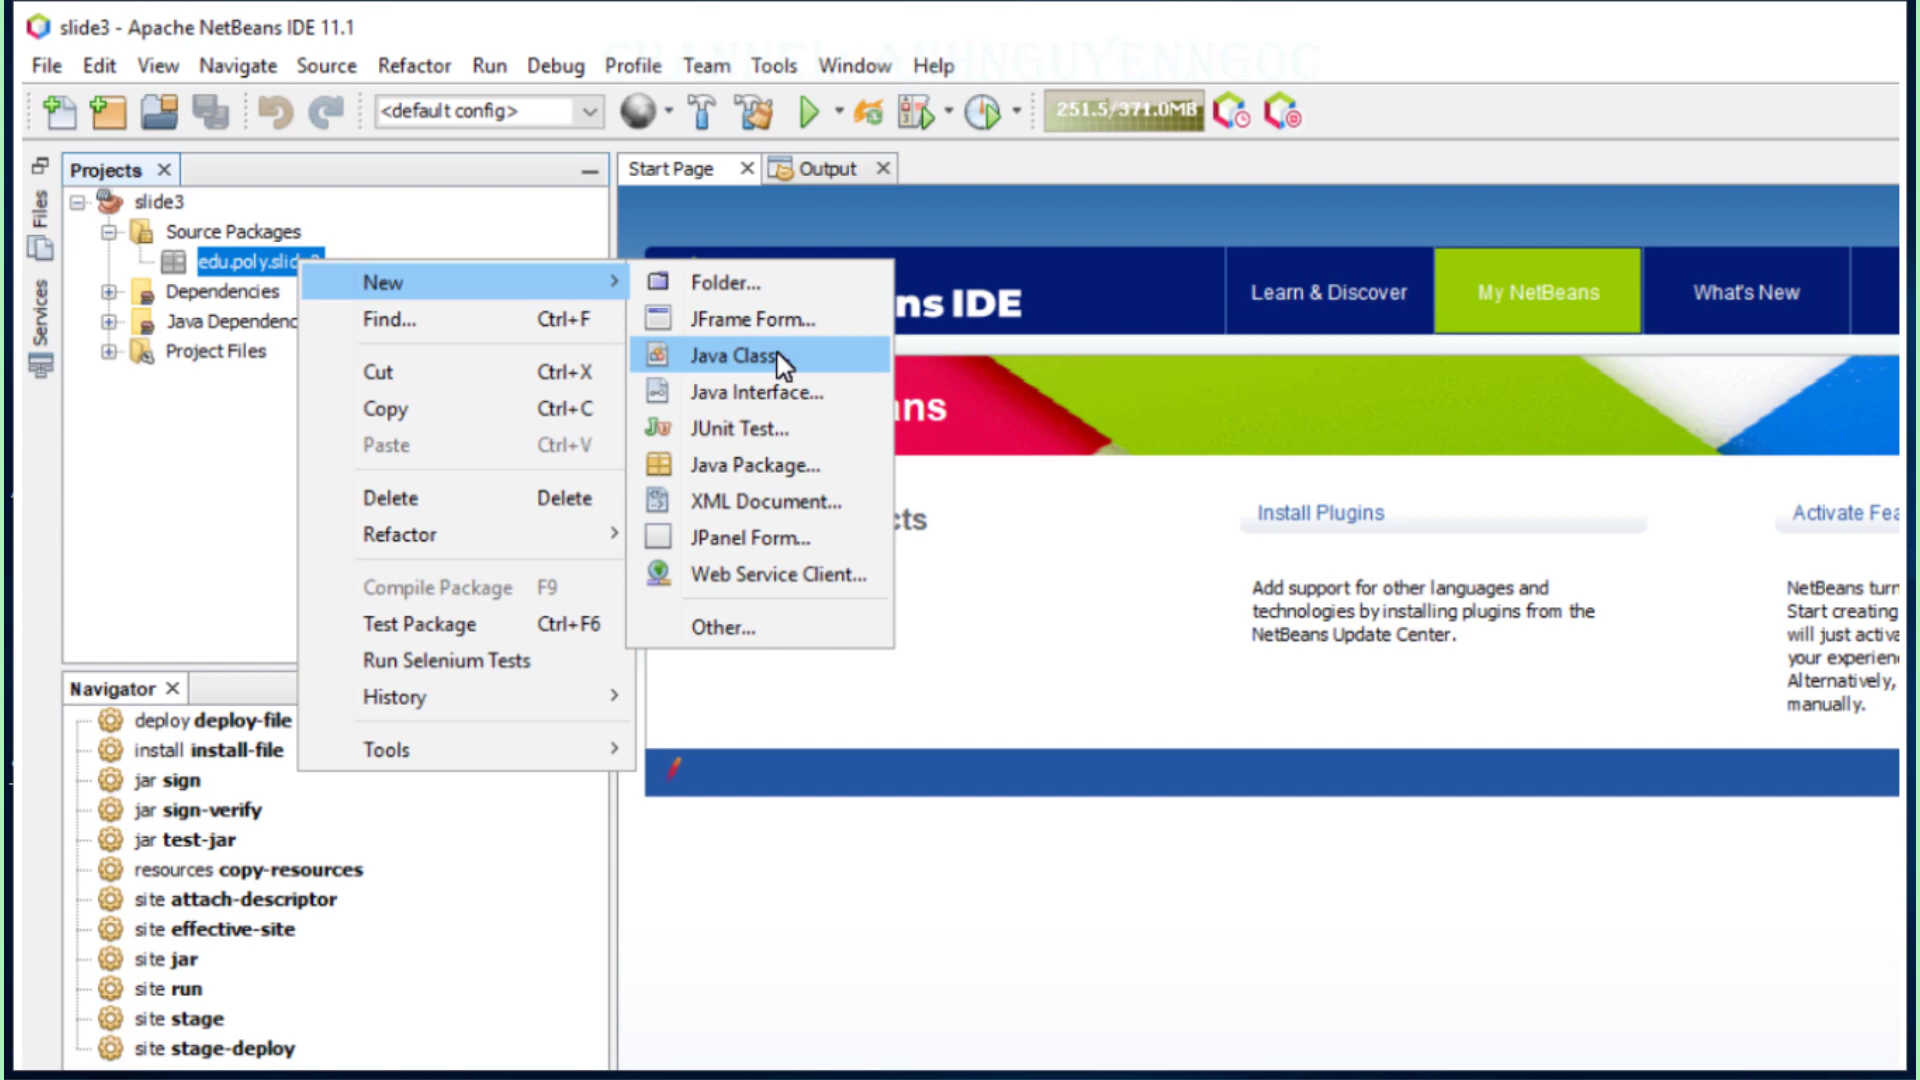 slide3 - Apache NetBeans IDE 11.1
CHANNEL: ANHNGUYENNGOC
File Edit View Navigate Source Refactor Run Debug Profile Team Tools Window Help
<default config>
251.5/371.0MB
Files
Services
Projects
slide3
Source Packages
edu.poly.slide3
Dependencies
Java Dependenc
Project Files
Start Page
Output
New
Find... Ctrl+F
Cut Ctrl+X
Copy Ctrl+C
Paste Ctrl+V
Delete Delete
Refactor
Compile Package F9
Test Package Ctrl+F6
Run Selenium Tests
History
Tools
Folder...
JFrame Form...
Java Class
Java Interface...
JUnit Test...
Java Package...
XML Document...
JPanel Form...
Web Service Client...
Other...
ns IDE
Learn & Discover
My NetBeans
What's New
ns
cts
Install Plugins
Add support for other languages and
technologies by installing plugins from the
NetBeans Update Center.
Activate Fea
NetBeans turn
Start creating
will just activa
your experien
Alternatively,
manually.
Navigator
deploy deploy-file
install install-file
jar sign
jar sign-verify
jar test-jar
resources copy-resources
site attach-descriptor
site effective-site
site jar
site run
site stage
site stage-deploy